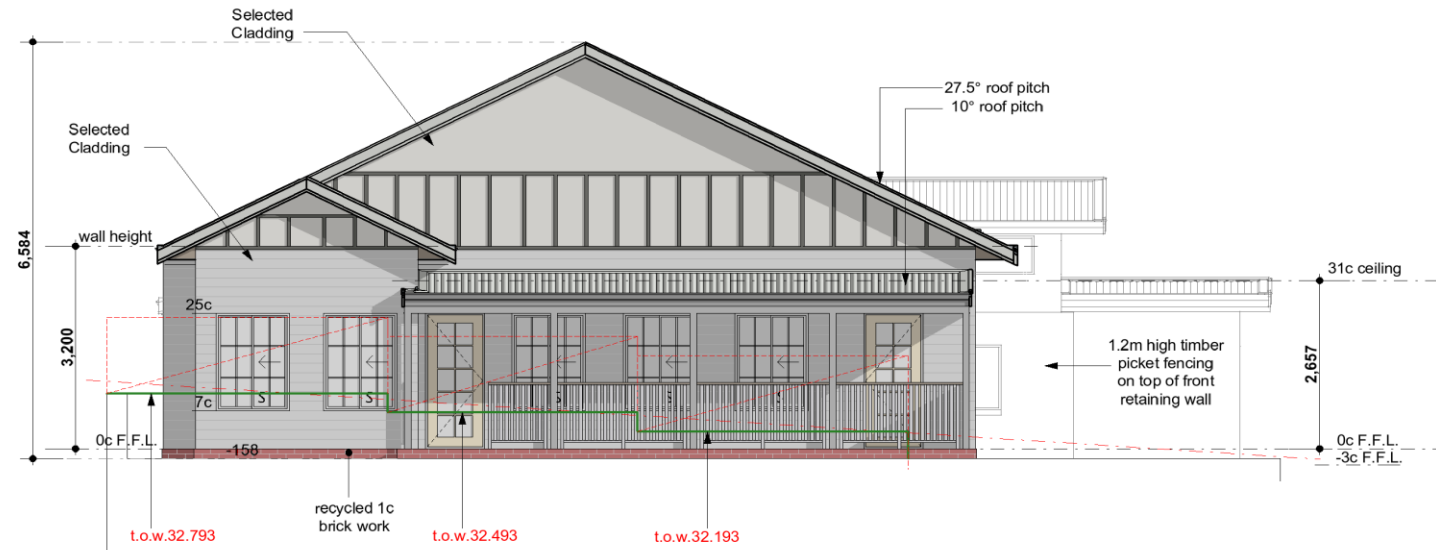 Selected
Cladding
27.5° roof pitch
10° roof pitch
Selected
Cladding
wall height
6,584
31c ceiling
25c
3,200
2,657
1.2m high timber
picket fencing
on top of front
retaining wall
S
S
S
S
S
7c
0c F.F.L.
0c F.F.L.
-158
-3c F.F.L.
recycled 1c
brick work
t.o.w.32.793
t.o.w.32.493
t.o.w.32.193